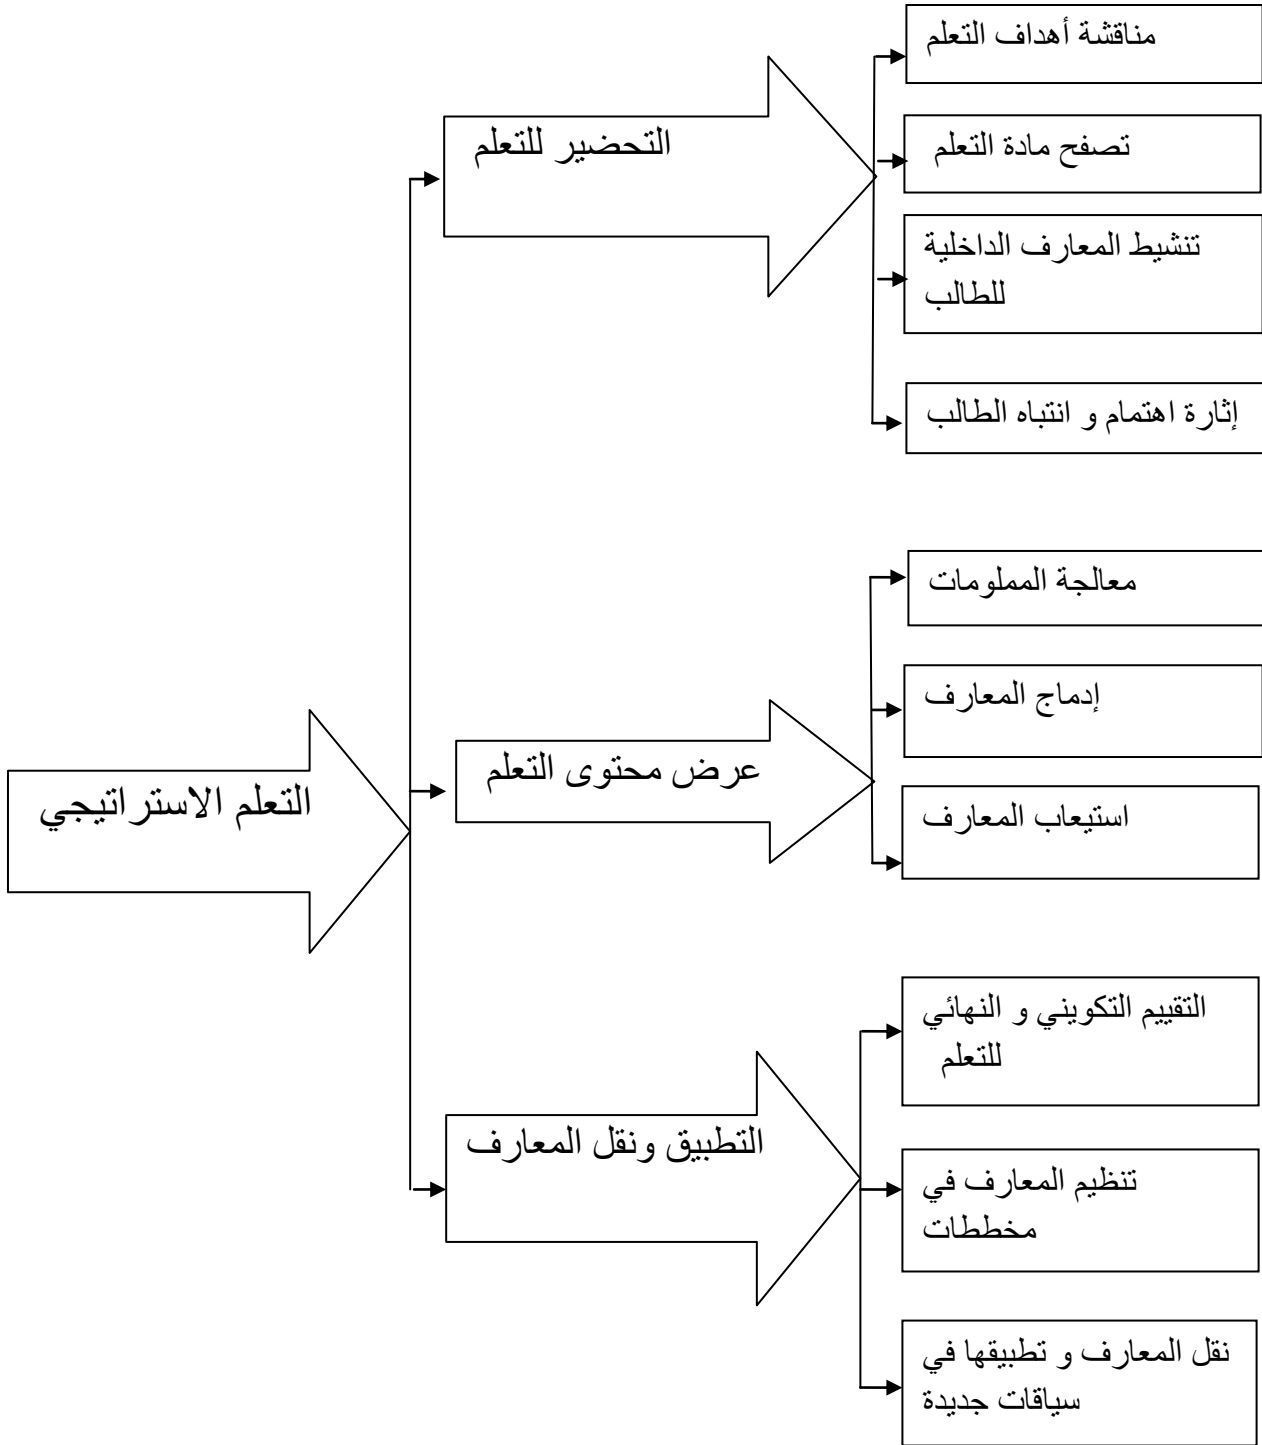 التعلم الاستراتيجي
التحضير للتعلم
مناقشة أهداف التعلم
تصفح مادة التعلم
تنشيط المعارف الداخلية
للطالب
إثارة اهتمام و انتباه الطالب
عرض محتوى التعلم
معالجة المملومات
إدماج المعارف
استيعاب المعارف
التطبيق ونقل المعارف
التقييم التكويني و النهائي
للتعلم
تنظيم المعارف في
مخططات
نقل المعارف و تطبيقها في
سياقات جديدة